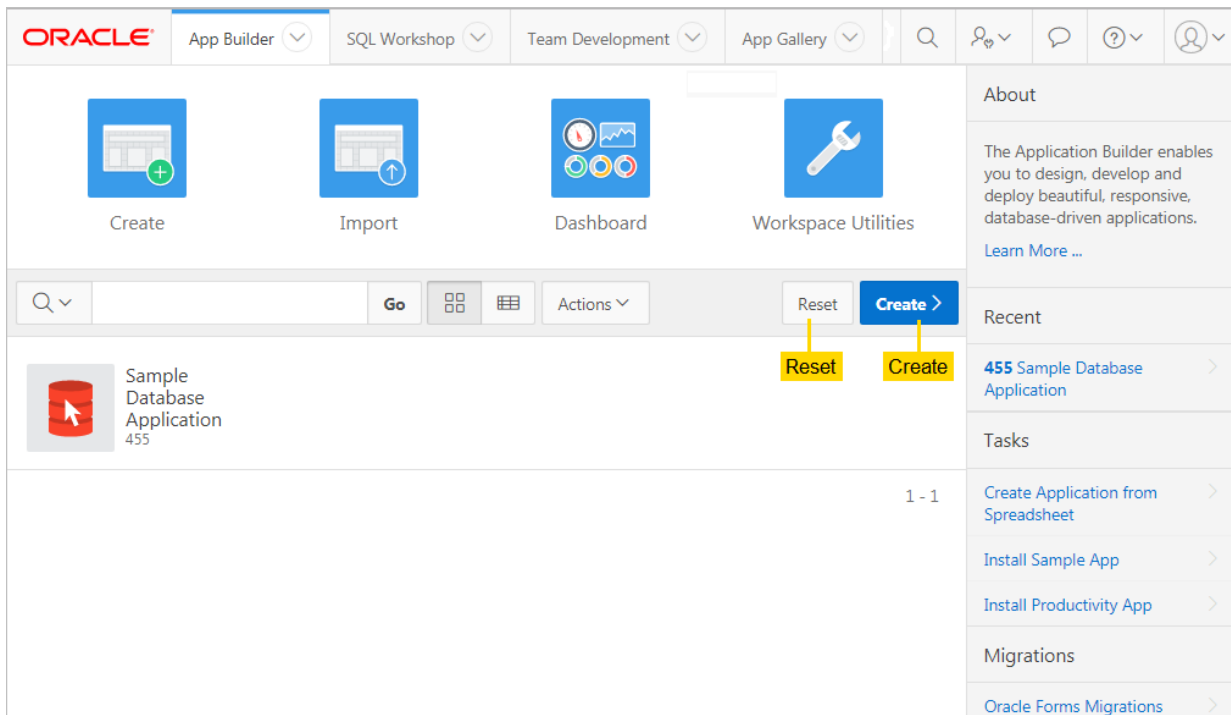 ORACLE
App Builder
SQL Workshop
Team Development
App Gallery
Create
Import
Dashboard
Workspace Utilities
Go
Actions
Reset
Create >
Reset
Create
Sample
Database
Application
455
1 - 1
About
The Application Builder enables
you to design, develop and
deploy beautiful, responsive,
database-driven applications.
Learn More ...
Recent
455 Sample Database
Application
Tasks
Create Application from
Spreadsheet
Install Sample App
Install Productivity App
Migrations
Oracle Forms Migrations